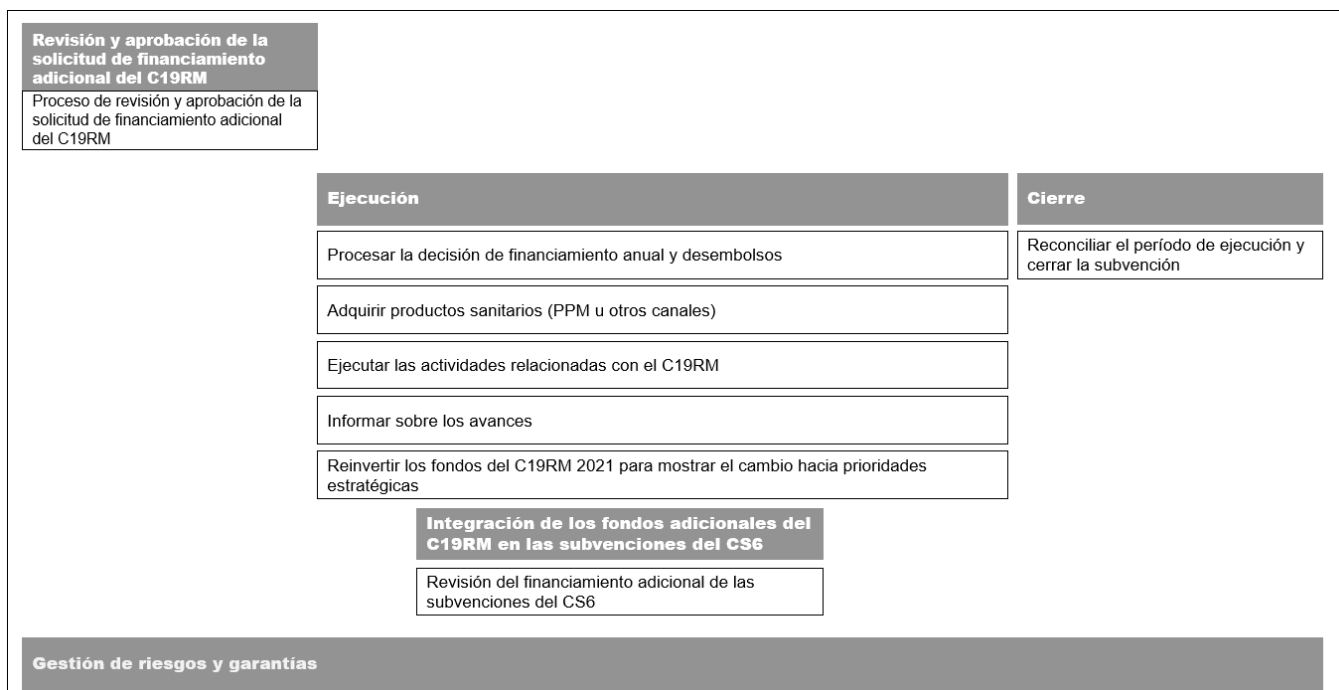 Revisión y aprobación de la
solicitud de financiamiento
adicional del C19RM
Proceso de revisión y aprobación de la
solicitud de financiamiento adicional
del C19RM
Ejecución
Procesar la decisión de financiamiento anual y desembolsos
Adquirir productos sanitarios (PPM u otros canales)
Ejecutar las actividades relacionadas con el C19RM
Informar sobre los avances
Reinvertir los fondos del C19RM 2021 para mostrar el cambio hacia prioridades
estratégicas
Cierre
Reconciliar el período de ejecución y
cerrar la subvención
Integración de los fondos adicionales del
C19RM en las subvenciones del CS6
Revisión del financiamiento adicional de las
subvenciones del CS6
Gestión de riesgos y garantías